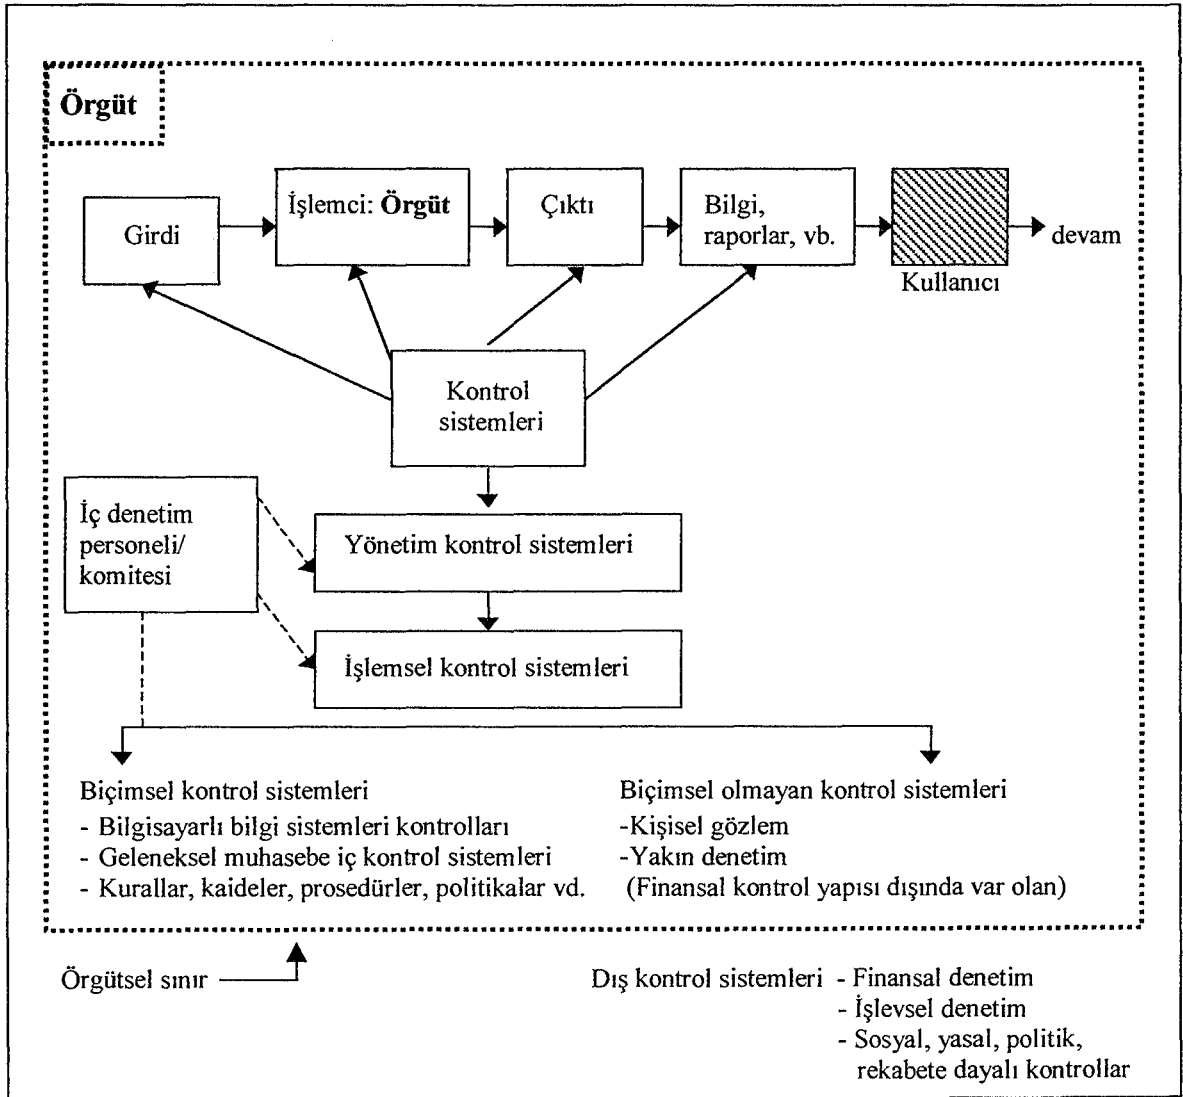 Örgüt
Girdi
İşlemci: Örgüt
Çıktı
Bilgi,
raporlar, vb.
Kullanıcı
devam
Kontrol
sistemleri
İç denetim
personeli/
komitesi
Yönetim kontrol sistemleri
İşlemsel kontrol sistemleri
Biçimsel kontrol sistemleri
- Bilgisayarlı bilgi sistemleri kontrolları
- Geleneksel muhasebe iç kontrol sistemleri
- Kurallar, kaideler, prosedürler, politikalar vd.
Biçimsel olmayan kontrol sistemleri
-Kişisel gözlem
-Yakın denetim
(Finansal kontrol yapısı dışında var olan)
Örgütsel sınır
Dış kontrol sistemleri - Finansal denetim
- İşlevsel denetim
- Sosyal, yasal, politik,
rekabete dayalı kontrollar